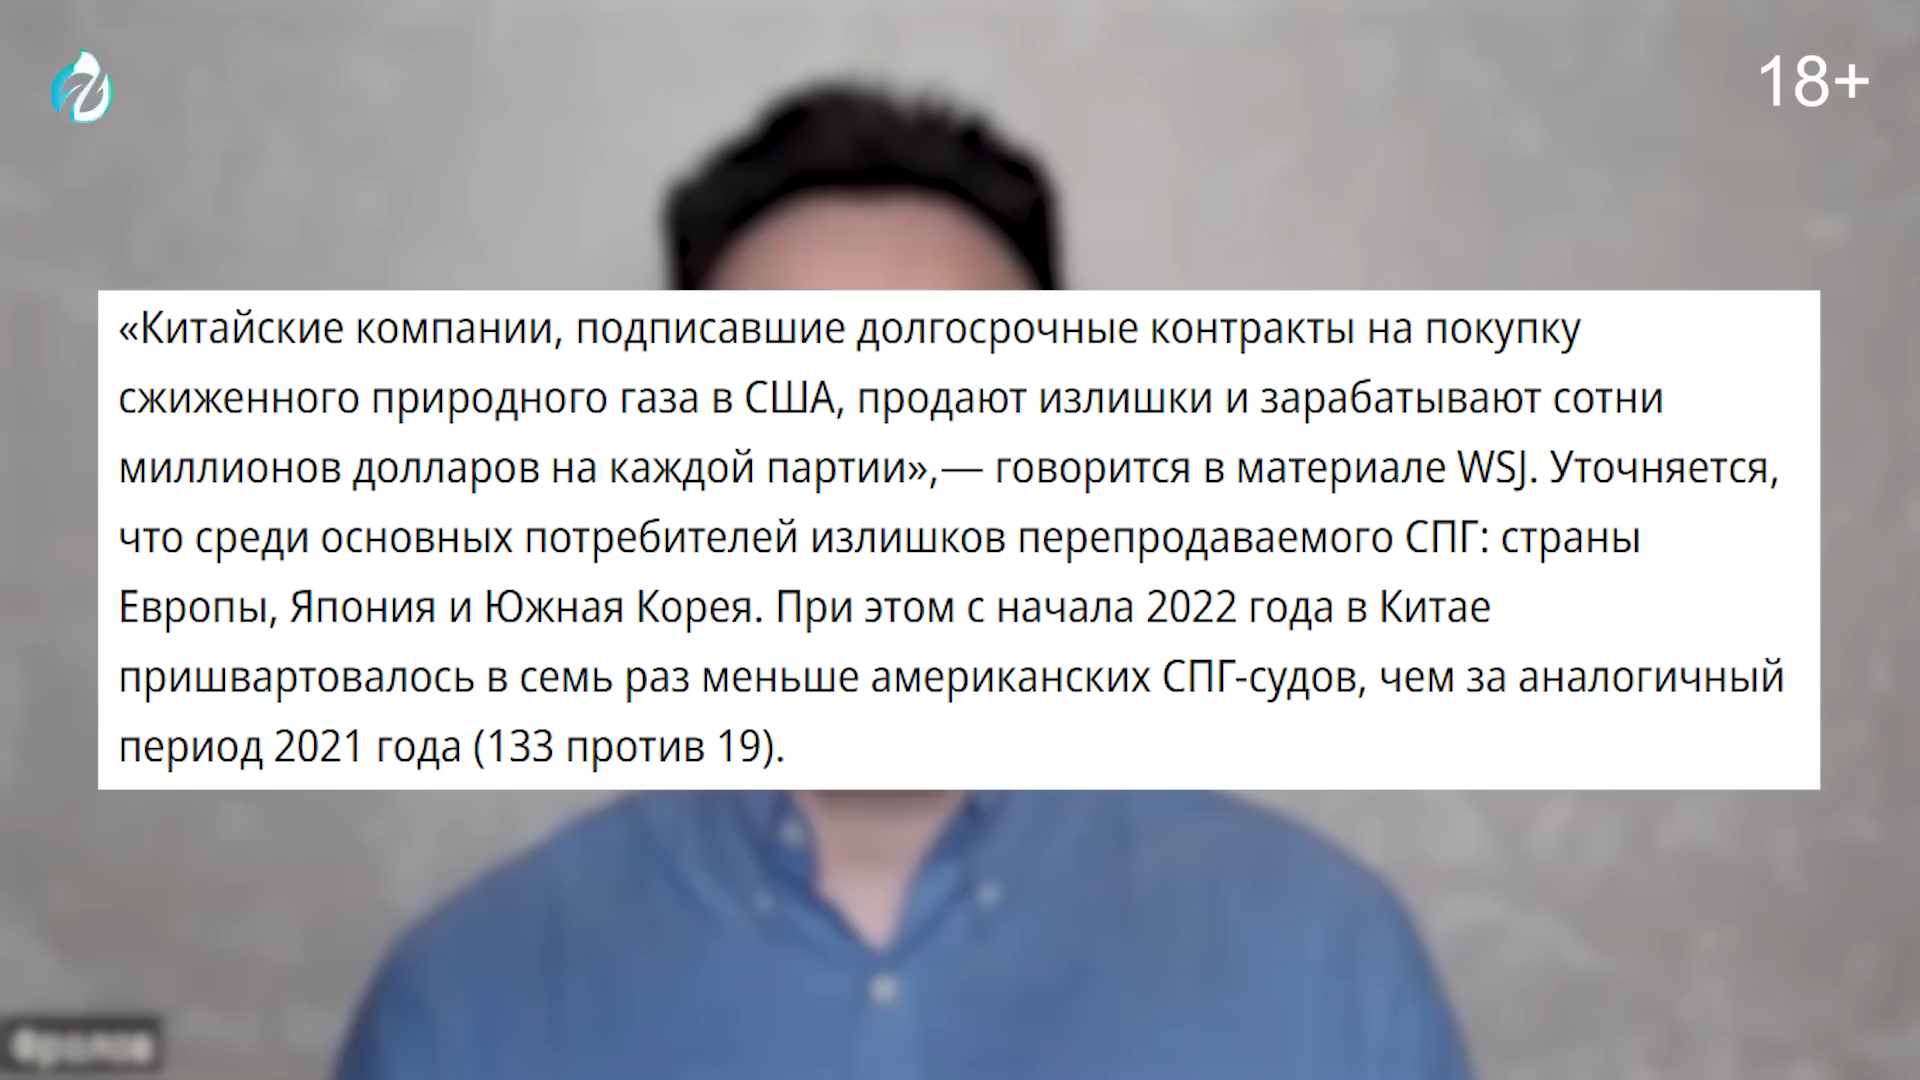 18+
«Китайские компании, подписавшие долгосрочные контракты на покупку
сжиженного природного газа в США, продают излишки и зарабатывают сотни
миллионов долларов на каждой партии»,— говорится в материале WSJ. Уточняется,
что среди основных потребителей излишков перепродаваемого СПГ: страны
Европы, Япония и Южная Корея. При этом с начала 2022 года в Китае
пришвартовалось в семь раз меньше американских СПГ-судов, чем за аналогичный
период 2021 года (133 против 19).
Фролов